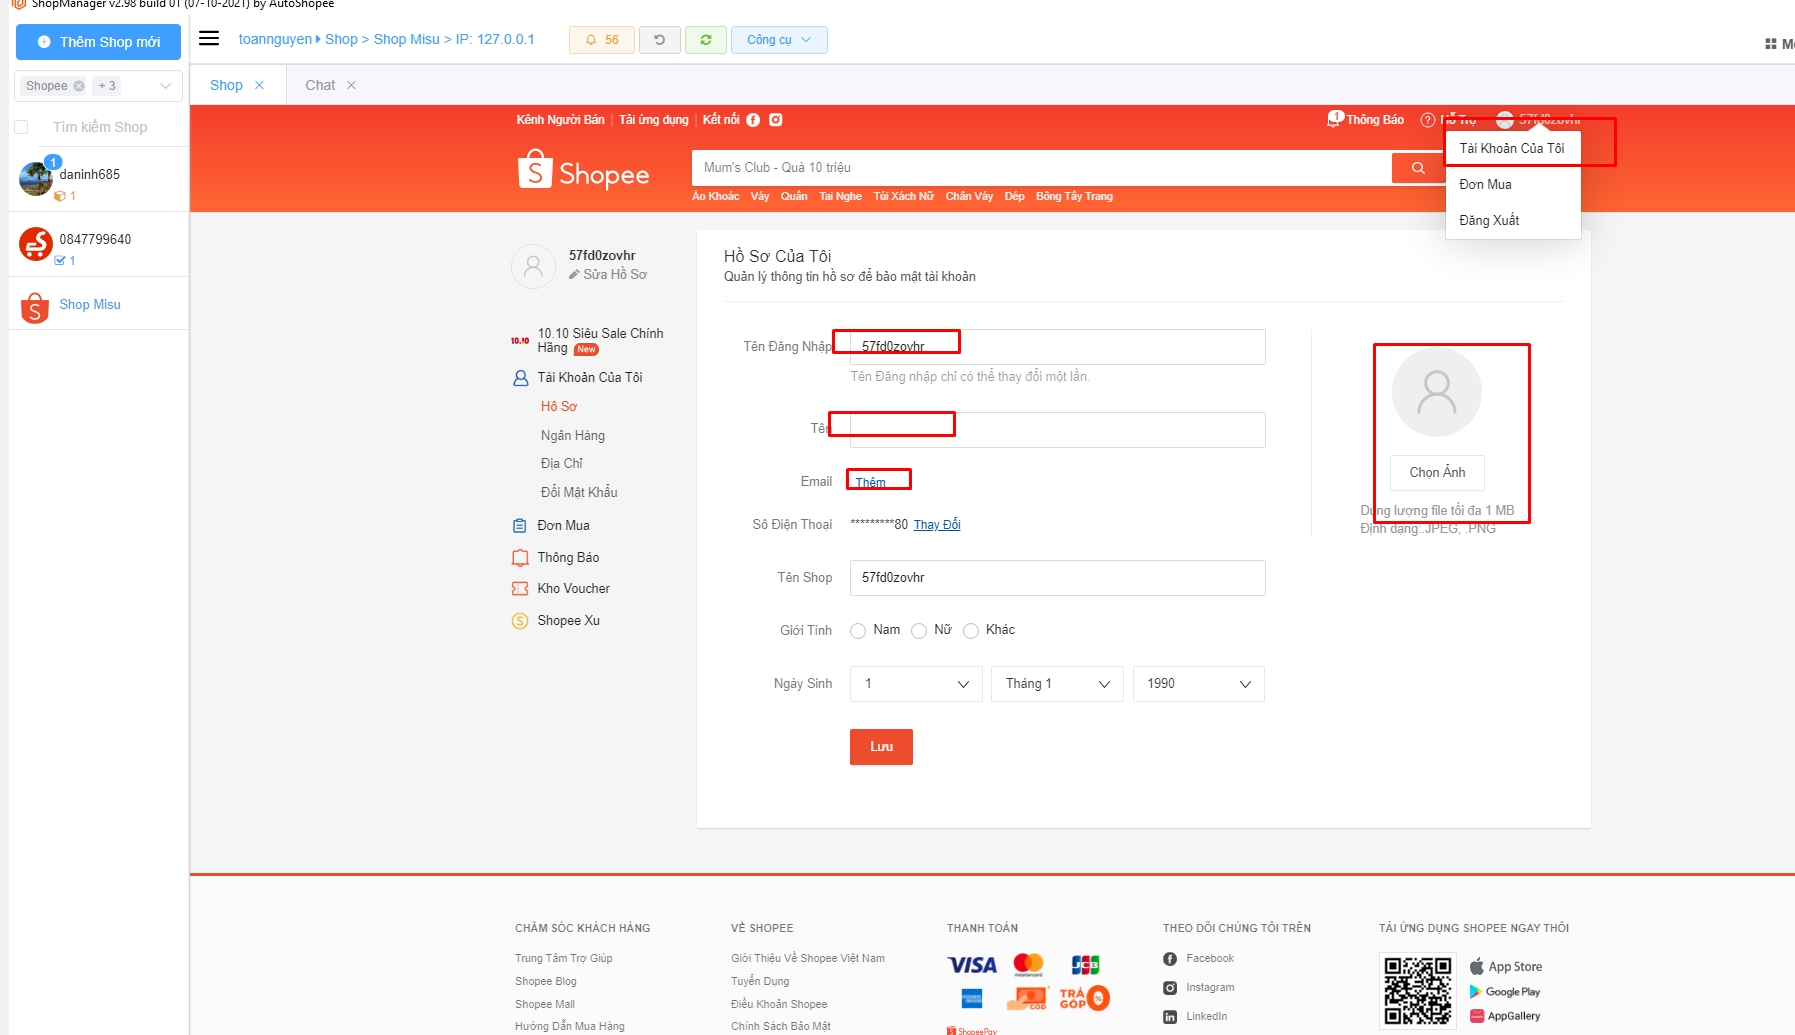 ShopManager v2.98 build 01 (07-10-2021) by AutoShopee
Thêm Shop mới
toannguyen Shop > Shop Misu > IP: 127.0.0.1
56
Công cụ
Shopee + 3
Shop
Chat
Tìm kiếm Shop
1
daninh685
1
0847799640
1
Shop Misu
Kênh Người Bán Tải ứng dụng Kết nối
1 Thông Báo Hỗ Trợ 57fd0zovhr
Shopee
Mum's Club - Quà 10 triệu
Áo Khoác Váy Quần Tai Nghe Túi Xách Nữ Chân Váy Dép Bông Tẩy Trang
Tài Khoản Của Tôi
Đơn Mua
Đăng Xuất
57fd0zovhr
Sửa Hồ Sơ
10.10 10.10 Siêu Sale Chính
Hãng New
Tài Khoản Của Tôi
Hồ Sơ
Ngân Hàng
Địa Chỉ
Đổi Mật Khẩu
Đơn Mua
Thông Báo
Kho Voucher
Shopee Xu
Hồ Sơ Của Tôi
Quản lý thông tin hồ sơ để bảo mật tài khoản
Tên Đăng Nhập 57fd0zovhr
Tên Đăng nhập chỉ có thể thay đổi một lần.
Tên
Email Thêm
Số Điện Thoại *********80 Thay Đổi
Tên Shop 57fd0zovhr
Giới Tính Nam Nữ Khác
Ngày Sinh 1 Tháng 1 1990
Lưu
Chọn Ảnh
Dụng lượng file tối đa 1 MB
Định dạng:.JPEG, .PNG
CHĂM SÓC KHÁCH HÀNG
Trung Tâm Trợ Giúp
Shopee Blog
Shopee Mall
Hướng Dẫn Mua Hàng
VỀ SHOPEE
Giới Thiệu Về Shopee Việt Nam
Tuyển Dụng
Điều Khoản Shopee
Chính Sách Bảo Mật
THANH TOÁN
VISA mastercard JCB
COD TRẢ GÓP %
ShopeePay
THEO DÕI CHÚNG TÔI TRÊN
Facebook
Instagram
LinkedIn
TẢI ỨNG DỤNG SHOPEE NGAY THÔI
App Store
Google Play
AppGallery